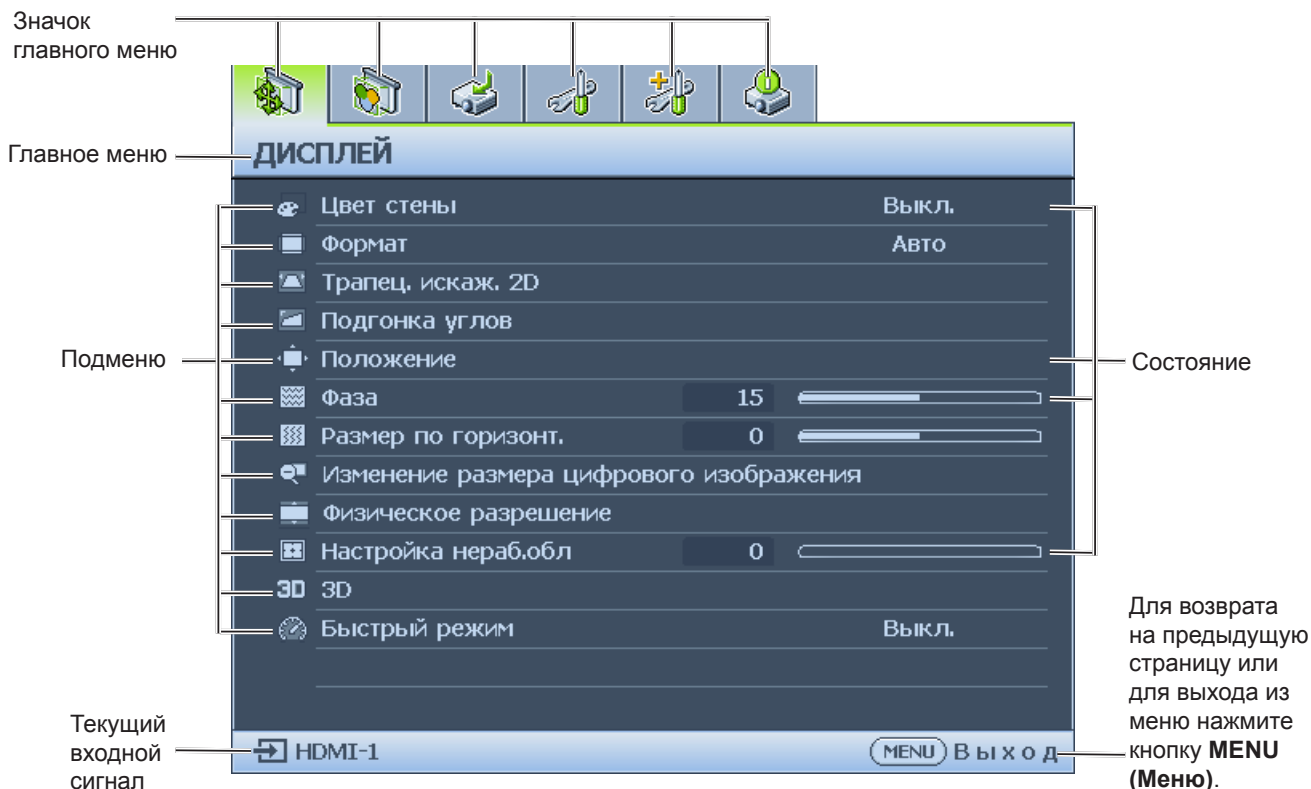 Значок
главного меню
Главное меню
ДИСПЛЕЙ
Цвет стены Выкл.
Формат Авто
Трапец. искаж. 2D
Подгонка углов
Подменю
Положение
Состояние
Фаза 15
Размер по горизонт. 0
Изменение размера цифрового изображения
Физическое разрешение
Настройка нераб.обл 0
3D 3D
Быстрый режим Выкл.
Для возврата
на предыдущую
страницу или
для выхода из
меню нажмите
кнопку MENU
(Меню).
Текущий
входной
сигнал
HDMI-1
MENU Выход